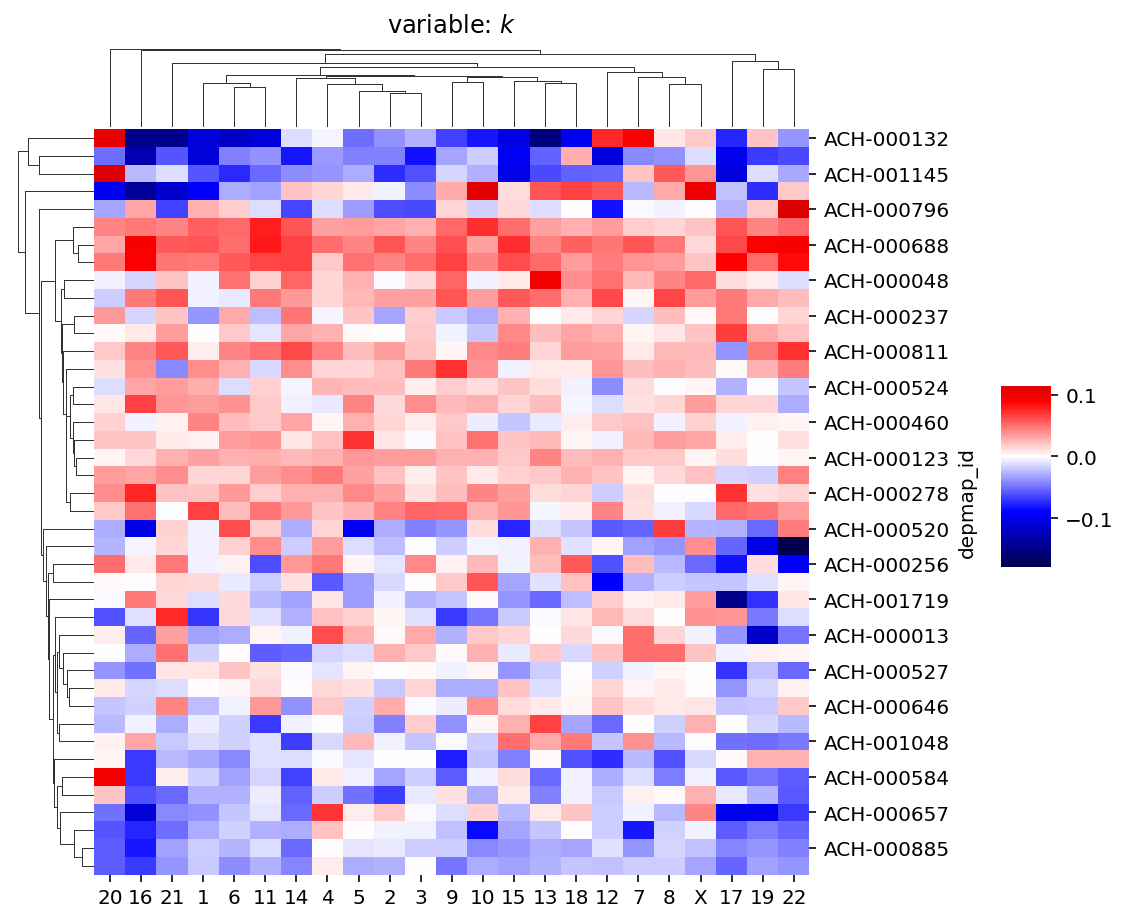 variable: k
ACH-000132
ACH-001145
ACH-000796
ACH-000688
ACH-000048
ACH-000237
ACH-000811
ACH-000524
ACH-000460
ACH-000123
ACH-000278
ACH-000520
ACH-000256
ACH-001719
ACH-000013
ACH-000527
ACH-000646
ACH-001048
ACH-000584
ACH-000657
ACH-000885
depmap_id
0.1
0.0
−0.1
20 16 21 1 6 11 14 4 5 2 3 9 10 15 13 18 12 7 8 X 17 19 22